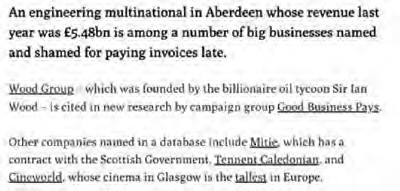 An engineering multinational in Aberdeen whose revenue last
year was £5.48bn is among a number of big businesses named
and shamed for paying invoices late.
Wood Group – which was founded by the billionaire oil tycoon Sir Ian
Wood – is cited in new research by campaign group Good Business Pays.
Other companies named in a database include Mitie, which has a
contract with the Scottish Government, Tennent Caledonian, and
Cineworld, whose cinema in Glasgow is the tallest in Europe.